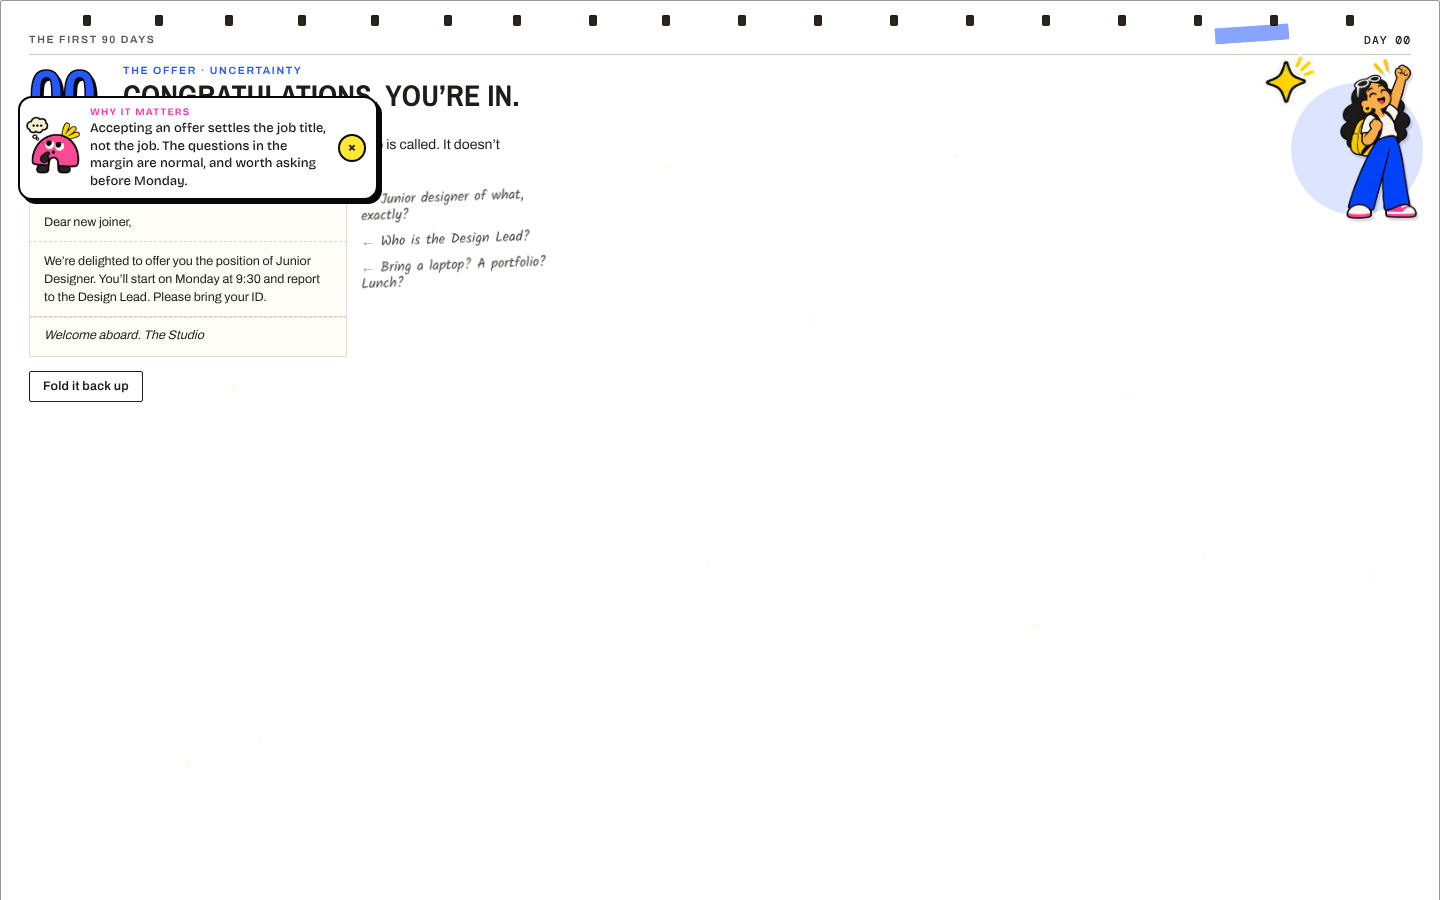 THE FIRST 90 DAYS
DAY 00
THE OFFER · UNCERTAINTY
CONGRATULATIONS, YOU’RE IN.
WHY IT MATTERS
Accepting an offer settles the job title,
not the job. The questions in the
margin are normal, and worth asking
before Monday.
×
is called. It doesn’t
Junior designer of what,
exactly?
← Who is the Design Lead?
← Bring a laptop? A portfolio?
Lunch?
Dear new joiner,
We’re delighted to offer you the position of Junior
Designer. You’ll start on Monday at 9:30 and report
to the Design Lead. Please bring your ID.
Welcome aboard. The Studio
Fold it back up